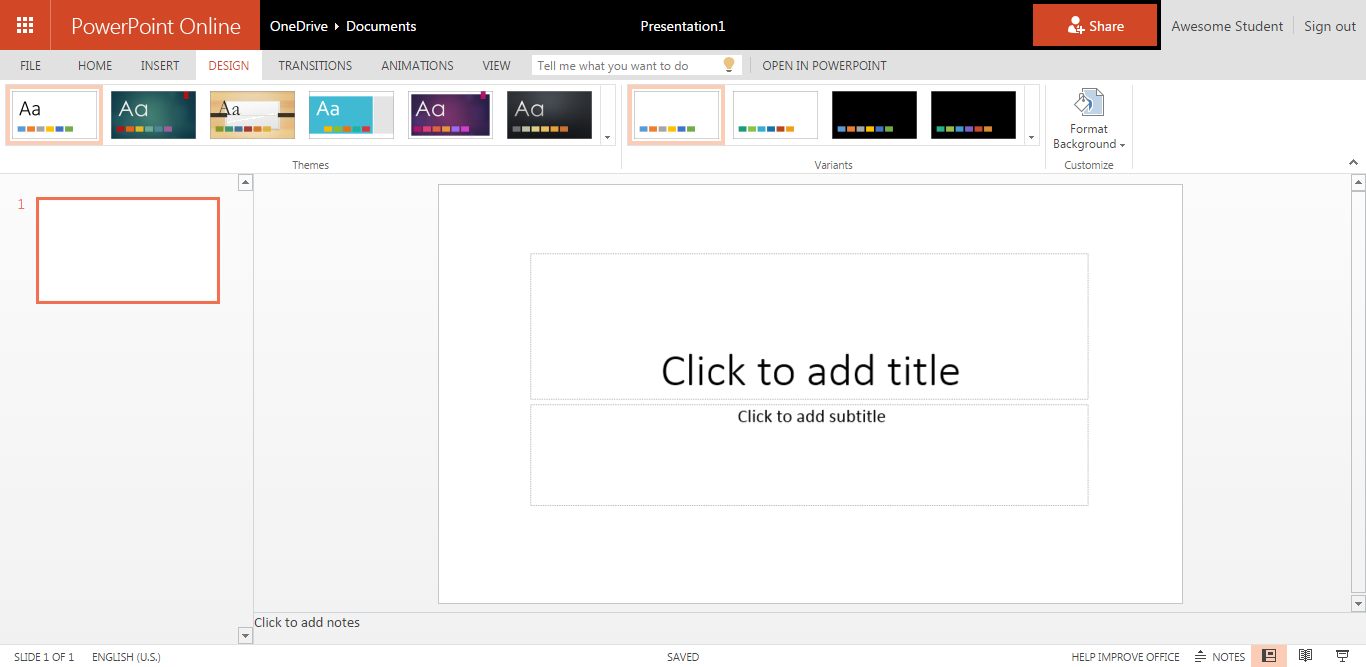 PowerPoint Online
OneDrive Documents
Presentation1
Share
Awesome Student
Sign out
FILE
HOME
INSERT
DESIGN
TRANSITIONS
ANIMATIONS
VIEW
Tell me what you want to do
OPEN IN POWERPOINT
Aa
Aa
Aa
Aa
Aa
Aa
Format
Background
Themes
Variants
Customize
1
Click to add title
Click to add subtitle
Click to add notes
SLIDE 1 OF 1
ENGLISH (U.S.)
SAVED
HELP IMPROVE OFFICE
NOTES